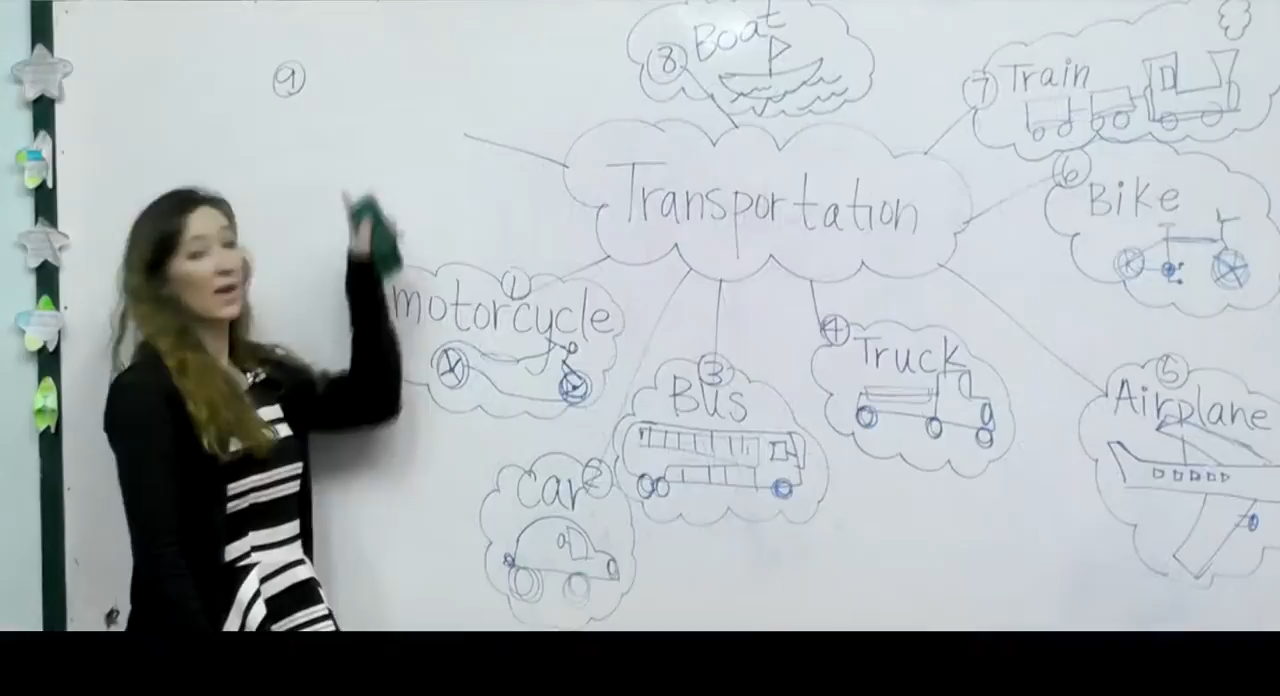 8 Boat
9
7 Train
6
Bike
Transportation
1
motorcycle
4
Truck
3
Bus
5
Airplane
2
Car